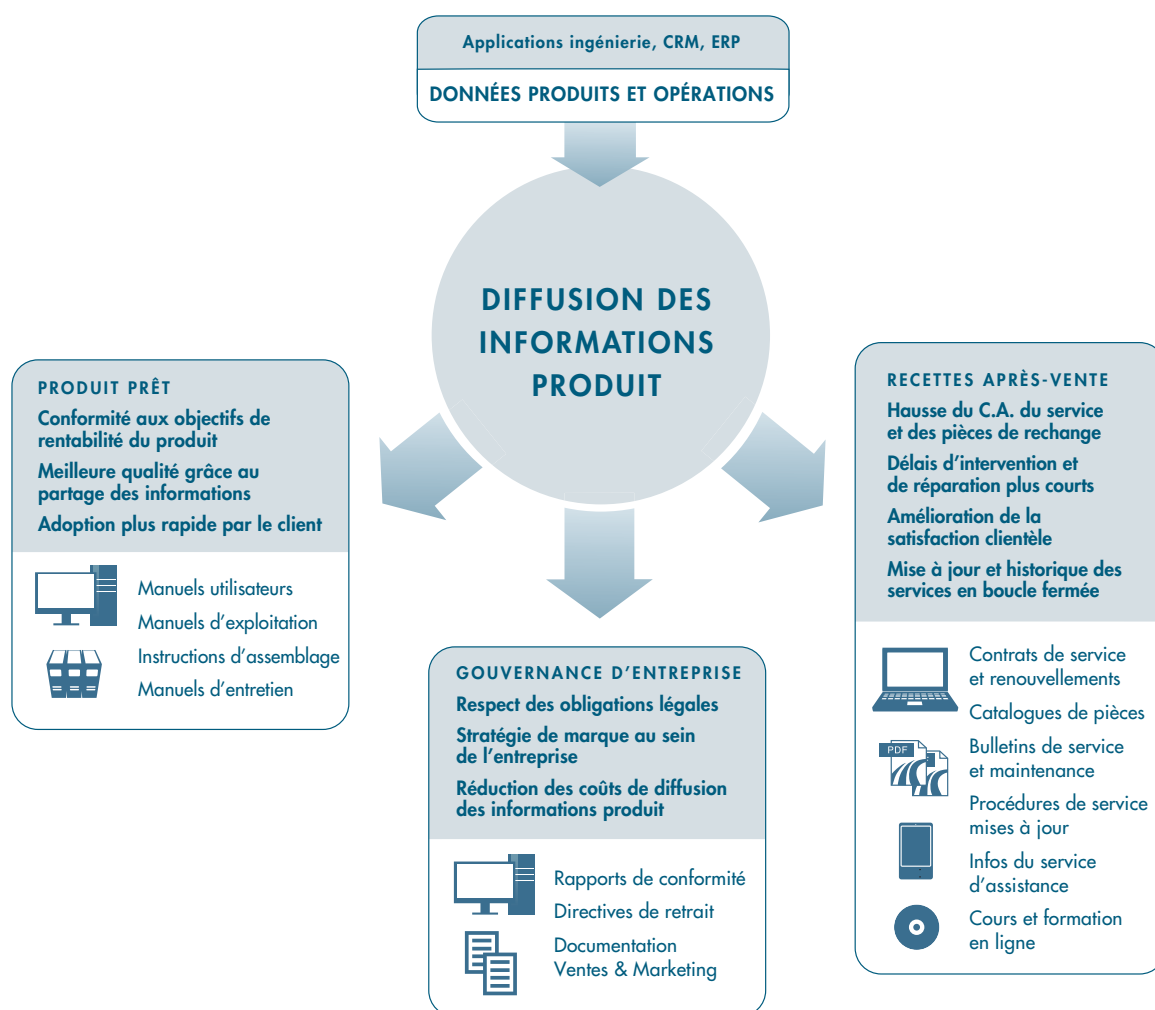 Applications ingénierie, CRM, ERP
DONNÉES PRODUITS ET OPÉRATIONS
DIFFUSION DES
INFORMATIONS
PRODUIT
PRODUIT PRÊT
Conformité aux objectifs de
rentabilité du produit
Meilleure qualité grâce au
partage des informations
Adoption plus rapide par le client
Manuels utilisateurs
Manuels d'exploitation
Instructions d'assemblage
Manuels d'entretien
GOUVERNANCE D'ENTREPRISE
Respect des obligations légales
Stratégie de marque au sein
de l'entreprise
Réduction des coûts de diffusion
des informations produit
Rapports de conformité
Directives de retrait
Documentation
Ventes & Marketing
RECETTES APRÈS-VENTE
Hausse du C.A. du service
et des pièces de rechange
Délais d'intervention et
de réparation plus courts
Amélioration de la
satisfaction clientèle
Mise à jour et historique des
services en boucle fermée
Contrats de service
et renouvellements
Catalogues de pièces
PDF
Bulletins de service
et maintenance
Procédures de service
mises à jour
Infos du service
d'assistance
Cours et formation
en ligne